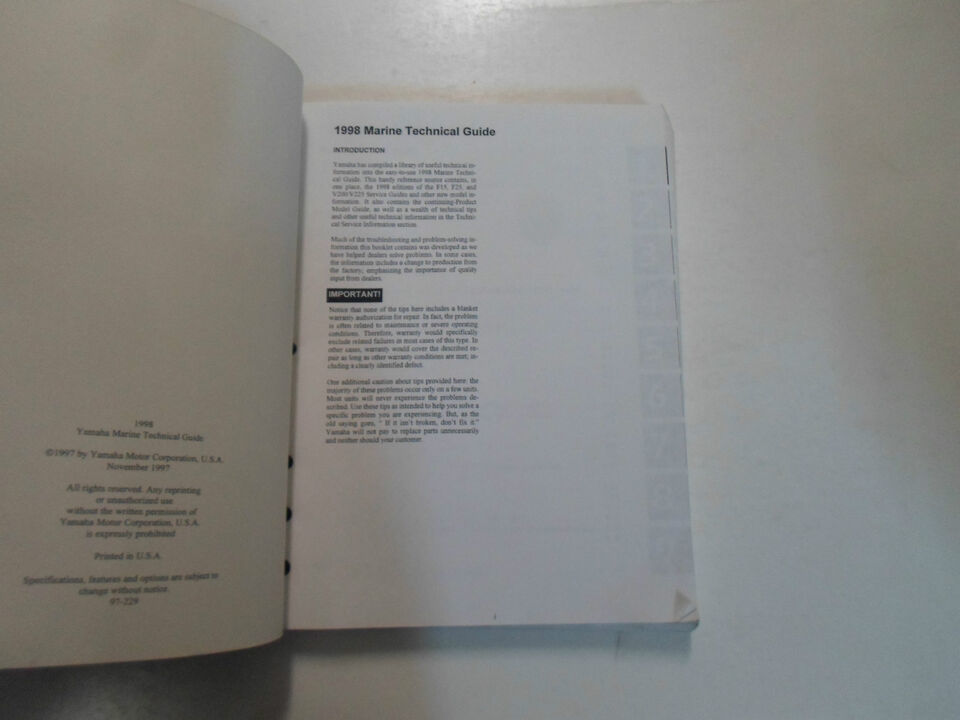 1998
Yamaha Marine Technical Guide
©1997 by Yamaha Motor Corporation, U.S.A.
November 1997
All rights reserved. Any reprinting
or unauthorized use
without the written permission of
Yamaha Motor Corporation, U.S.A.
is expressly prohibited
Printed in U.S.A.
Specifications, features and options are subject to
change without notice.
97-229
1998 Marine Technical Guide
INTRODUCTION
Yamaha has compiled a library of useful technical in-
formation into the easy-to-use 1998 Marine Techni-
cal Guide. This handy reference source contains, in
one place, the 1998 editions of the F15, F25, and
V200/V225 Service Guides and other new model in-
formation. It also contains the continuing-Product
Model Guide, as well as a wealth of technical tips
and other useful technical information in the Techni-
cal Service Information section.
Much of the troubleshooting and problem-solving in-
formation this booklet contains was developed as we
have helped dealers solve problems. In some cases,
the information includes a change to production from
the factory; emphasizing the importance of quality
input from dealers.
IMPORTANT!
Notice that none of the tips here includes a blanket
warranty authorization for repair. In fact, the problem
is often related to maintenance or severe operating
conditions. Therefore, warranty would specifically
exclude related failures in most cases of this type. In
other cases, warranty would cover the described re-
pair as long as other warranty conditions are met; in-
cluding a clearly identified defect.
One additional caution about tips provided here: the
majority of these problems occur only on a few units.
Most units will never experience the problems de-
scribed. Use these tips as intended to help you solve a
specific problem you are experiencing. But, as the
old saying goes, " If it isn't broken, don't fix it."
Yamaha will not pay to replace parts unnecessarily
and neither should your customer.